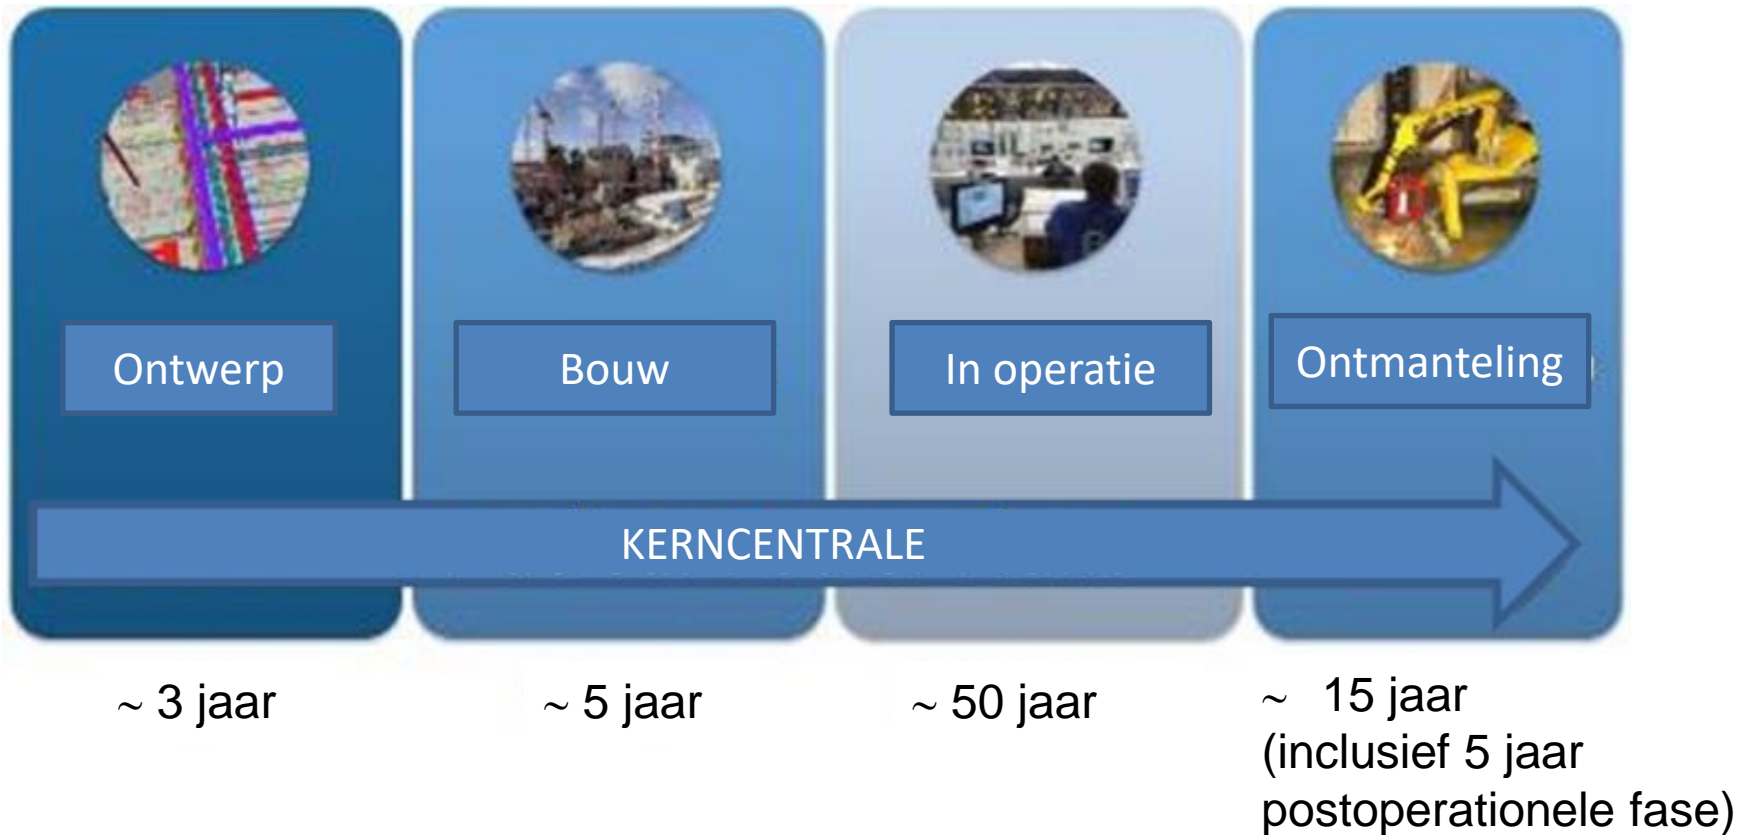 Ontwerp
Bouw
In operatie
Ontmanteling
KERNCENTRALE
~ 3 jaar
~ 5 jaar
~ 50 jaar
~ 15 jaar
(inclusief 5 jaar
postoperationele fase)